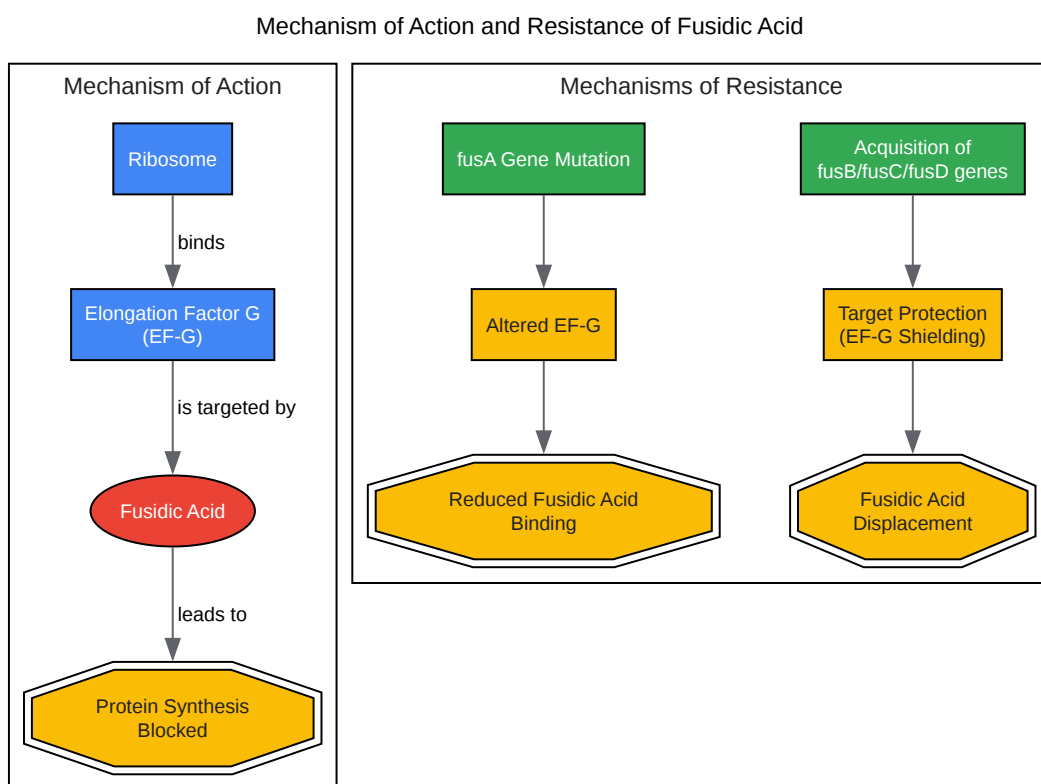 Mechanism of Action and Resistance of Fusidic Acid
Mechanism of Action
Ribosome
binds
Elongation Factor G
(EF-G)
is targeted by
Fusidic Acid
leads to
Protein Synthesis
Blocked
Mechanisms of Resistance
fusA Gene Mutation
Altered EF-G
Reduced Fusidic Acid
Binding
Acquisition of
fusB/fusC/fusD genes
Target Protection
(EF-G Shielding)
Fusidic Acid
Displacement